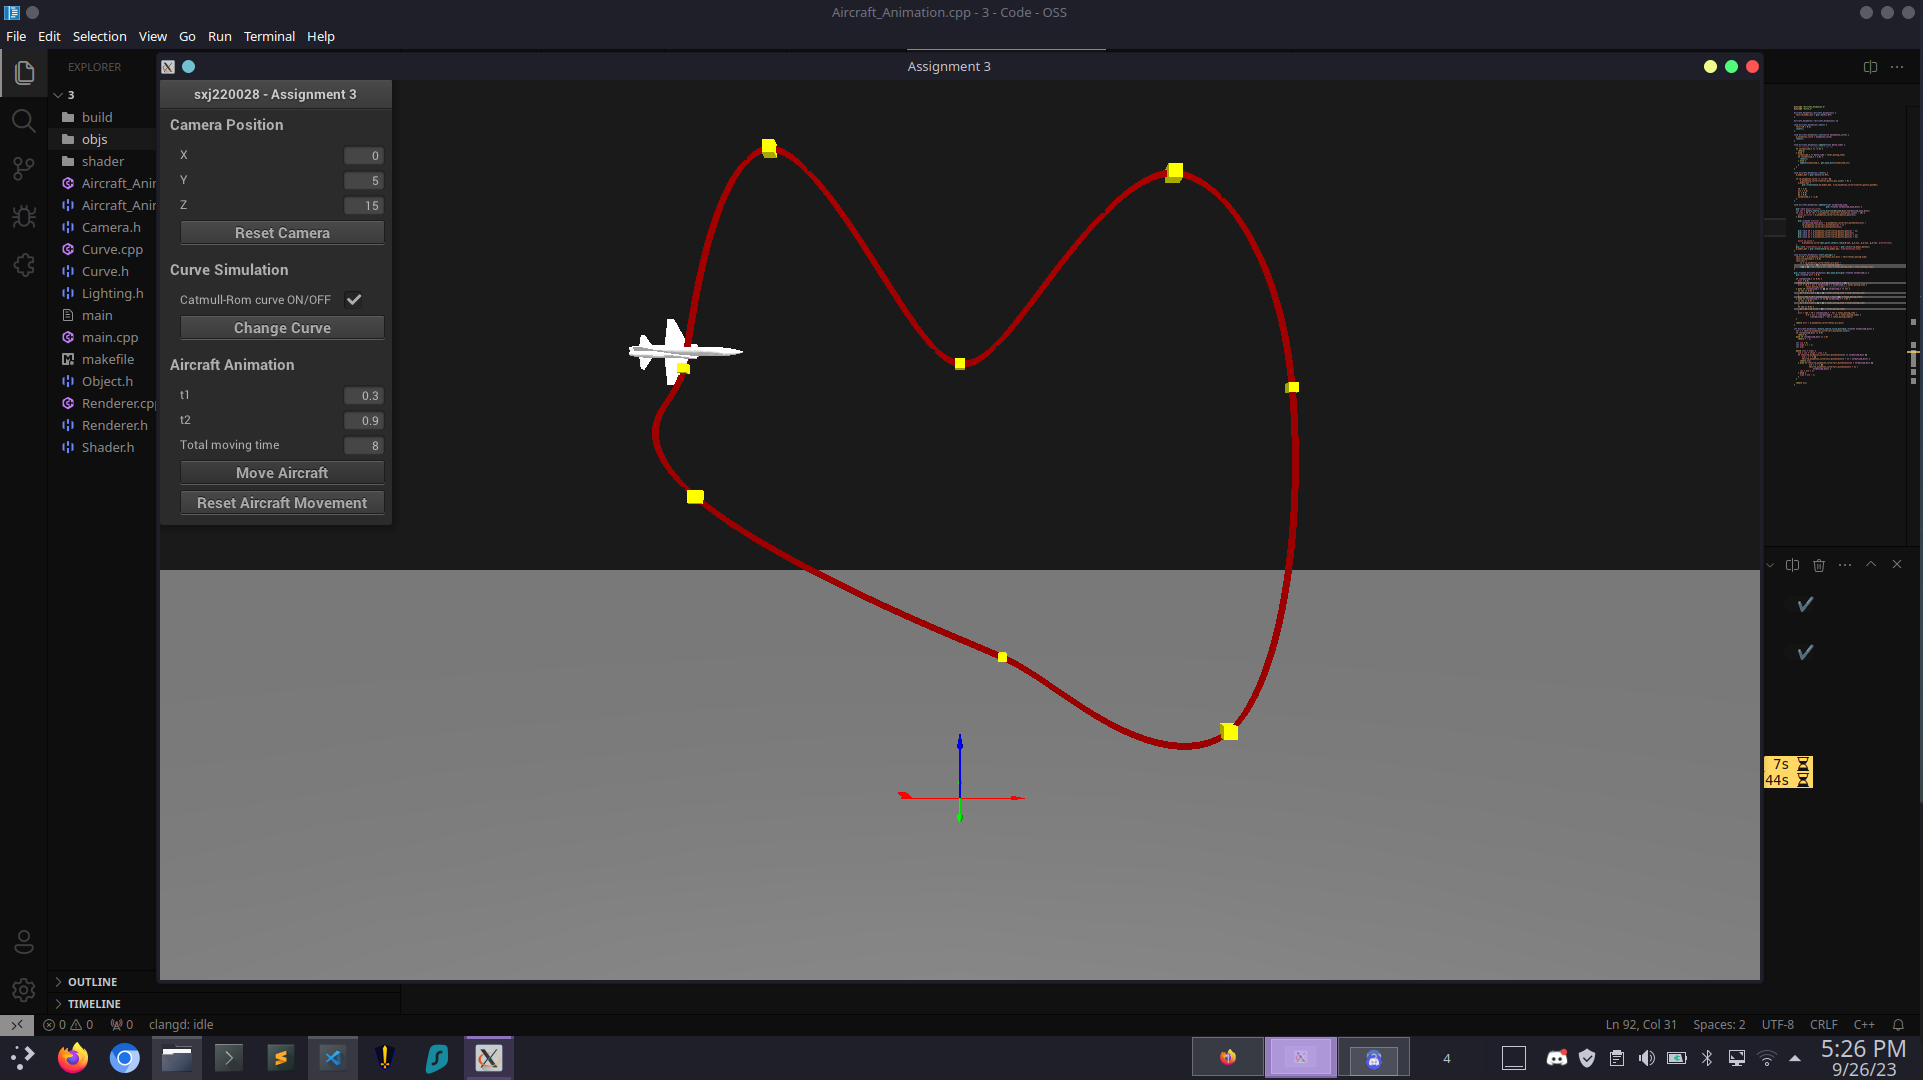 Aircraft_Animation.cpp - 3 - Code - OSS
File Edit Selection View Go Run Terminal Help
EXPLORER
3
build
objs
shader
Aircraft_Anir
Aircraft_Anir
Camera.h
Curve.cpp
Curve.h
Lighting.h
main
main.cpp
makefile
Object.h
Renderer.cpp
Renderer.h
Shader.h
OUTLINE
TIMELINE
Assignment 3
sxj220028 - Assignment 3
Camera Position
X 0
Y 5
Z 15
Reset Camera
Curve Simulation
Catmull-Rom curve ON/OFF
Change Curve
Aircraft Animation
t1 0.3
t2 0.9
Total moving time 8
Move Aircraft
Reset Aircraft Movement
7s
44s
0 0 0 clangd: idle
Ln 92, Col 31 Spaces: 2 UTF-8 CRLF C++
4
5:26 PM
9/26/23